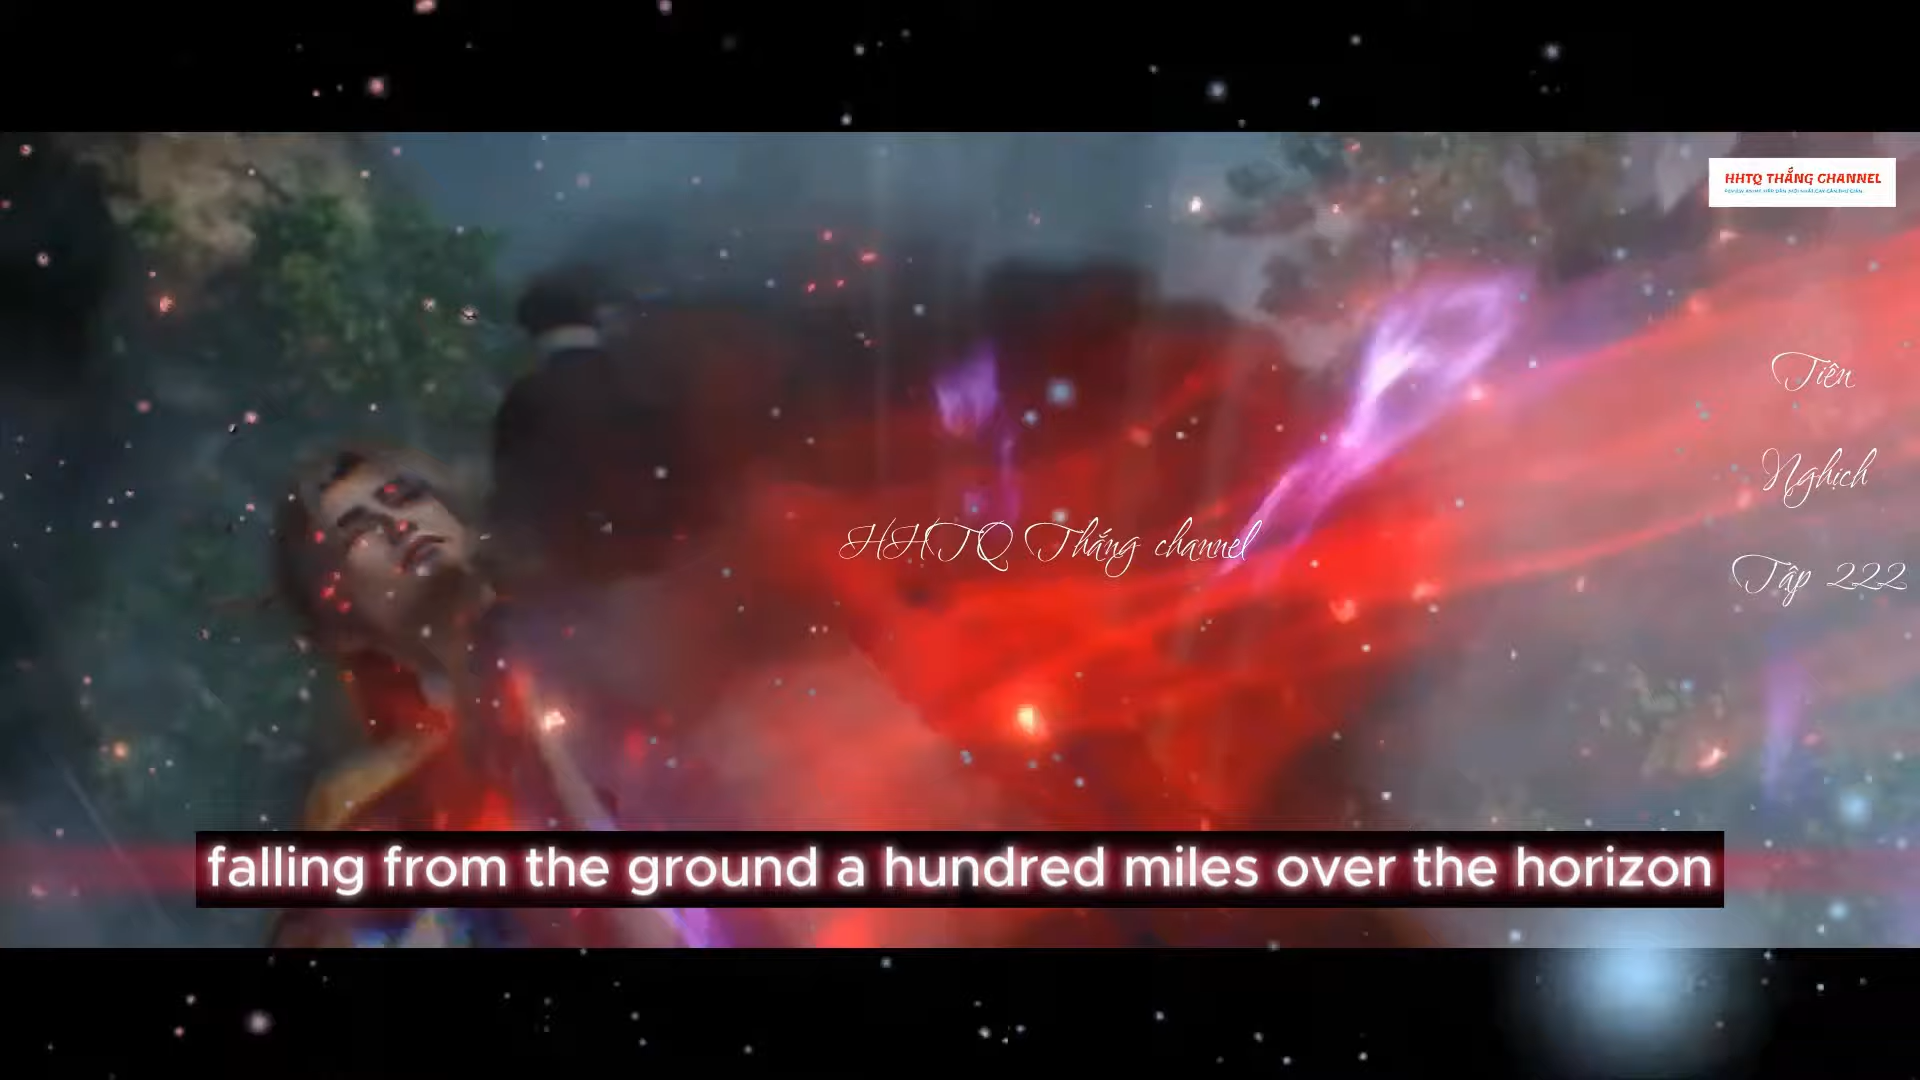 HHTQ THẮNG CHANNEL
Tiên
Nghịch
HHTQ Thắng channel
Tập 222
falling from the ground a hundred miles over the horizon